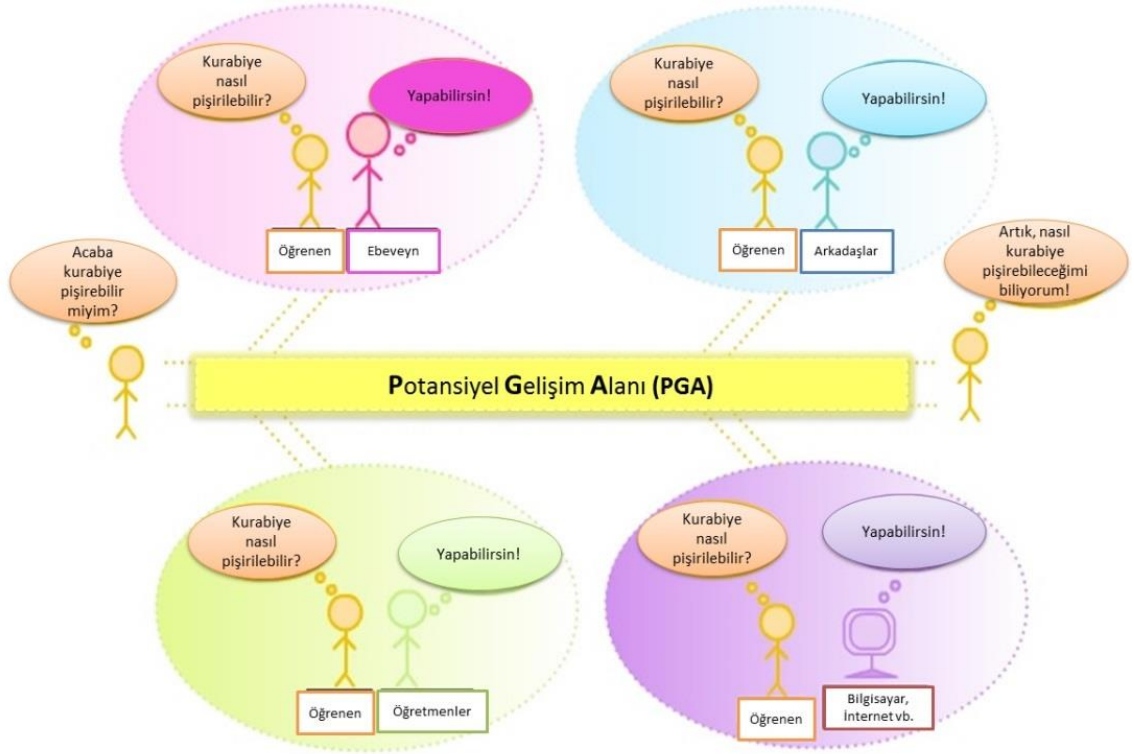 Kurabiye
nasıl
pişirilebilir?
Yapabilirsin!
Öğrenen
Ebeveyn
Kurabiye
nasıl
pişirilebilir?
Yapabilirsin!
Öğrenen
Arkadaşlar
Acaba
kurabiye
pişirebilir
miyim?
Artık, nasıl
kurabiye
pişirebileceğimi
biliyorum!
Potansiyel Gelişim Alanı (PGA)
Kurabiye
nasıl
pişirilebilir?
Yapabilirsin!
Öğrenen
Öğretmenler
Kurabiye
nasıl
pişirilebilir?
Yapabilirsin!
Öğrenen
Bilgisayar,
İnternet vb.